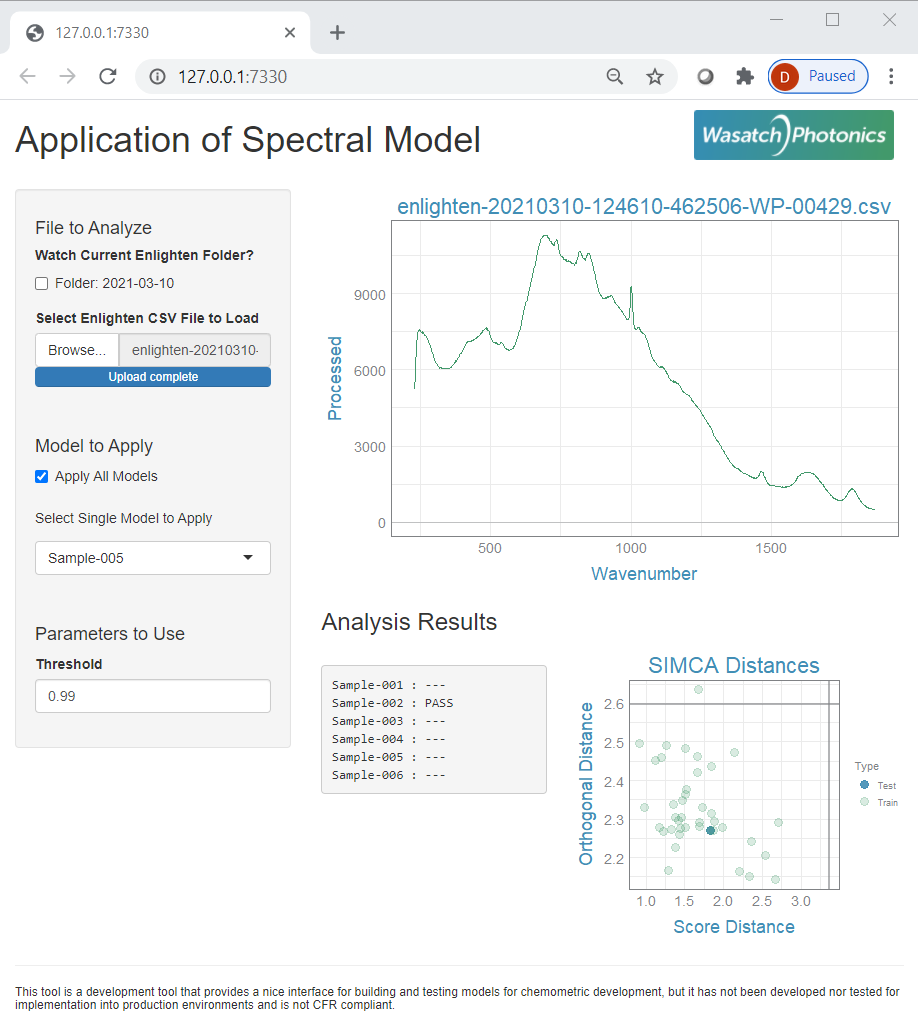 127.0.0.1:7330
127.0.0.1:7330
D Paused
Application of Spectral Model
Wasatch Photonics
File to Analyze
Watch Current Enlighten Folder?
Folder: 2021-03-10
Select Enlighten CSV File to Load
Browse... enlighten-20210310-
Upload complete
Model to Apply
Apply All Models
Select Single Model to Apply
Sample-005
Parameters to Use
Threshold
0.99
enlighten-20210310-124610-462506-WP-00429.csv
Processed
9000
6000
3000
0
500 1000 1500
Wavenumber
Analysis Results
Sample-001 : ---
Sample-002 : PASS
Sample-003 : ---
Sample-004 : ---
Sample-005 : ---
Sample-006 : ---
SIMCA Distances
Orthogonal Distance
2.6
2.5
2.4
2.3
2.2
1.0 1.5 2.0 2.5 3.0
Score Distance
Type
Test
Train
This tool is a development tool that provides a nice interface for building and testing models for chemometric development, but it has not been developed nor tested for
implementation into production environments and is not CFR compliant.